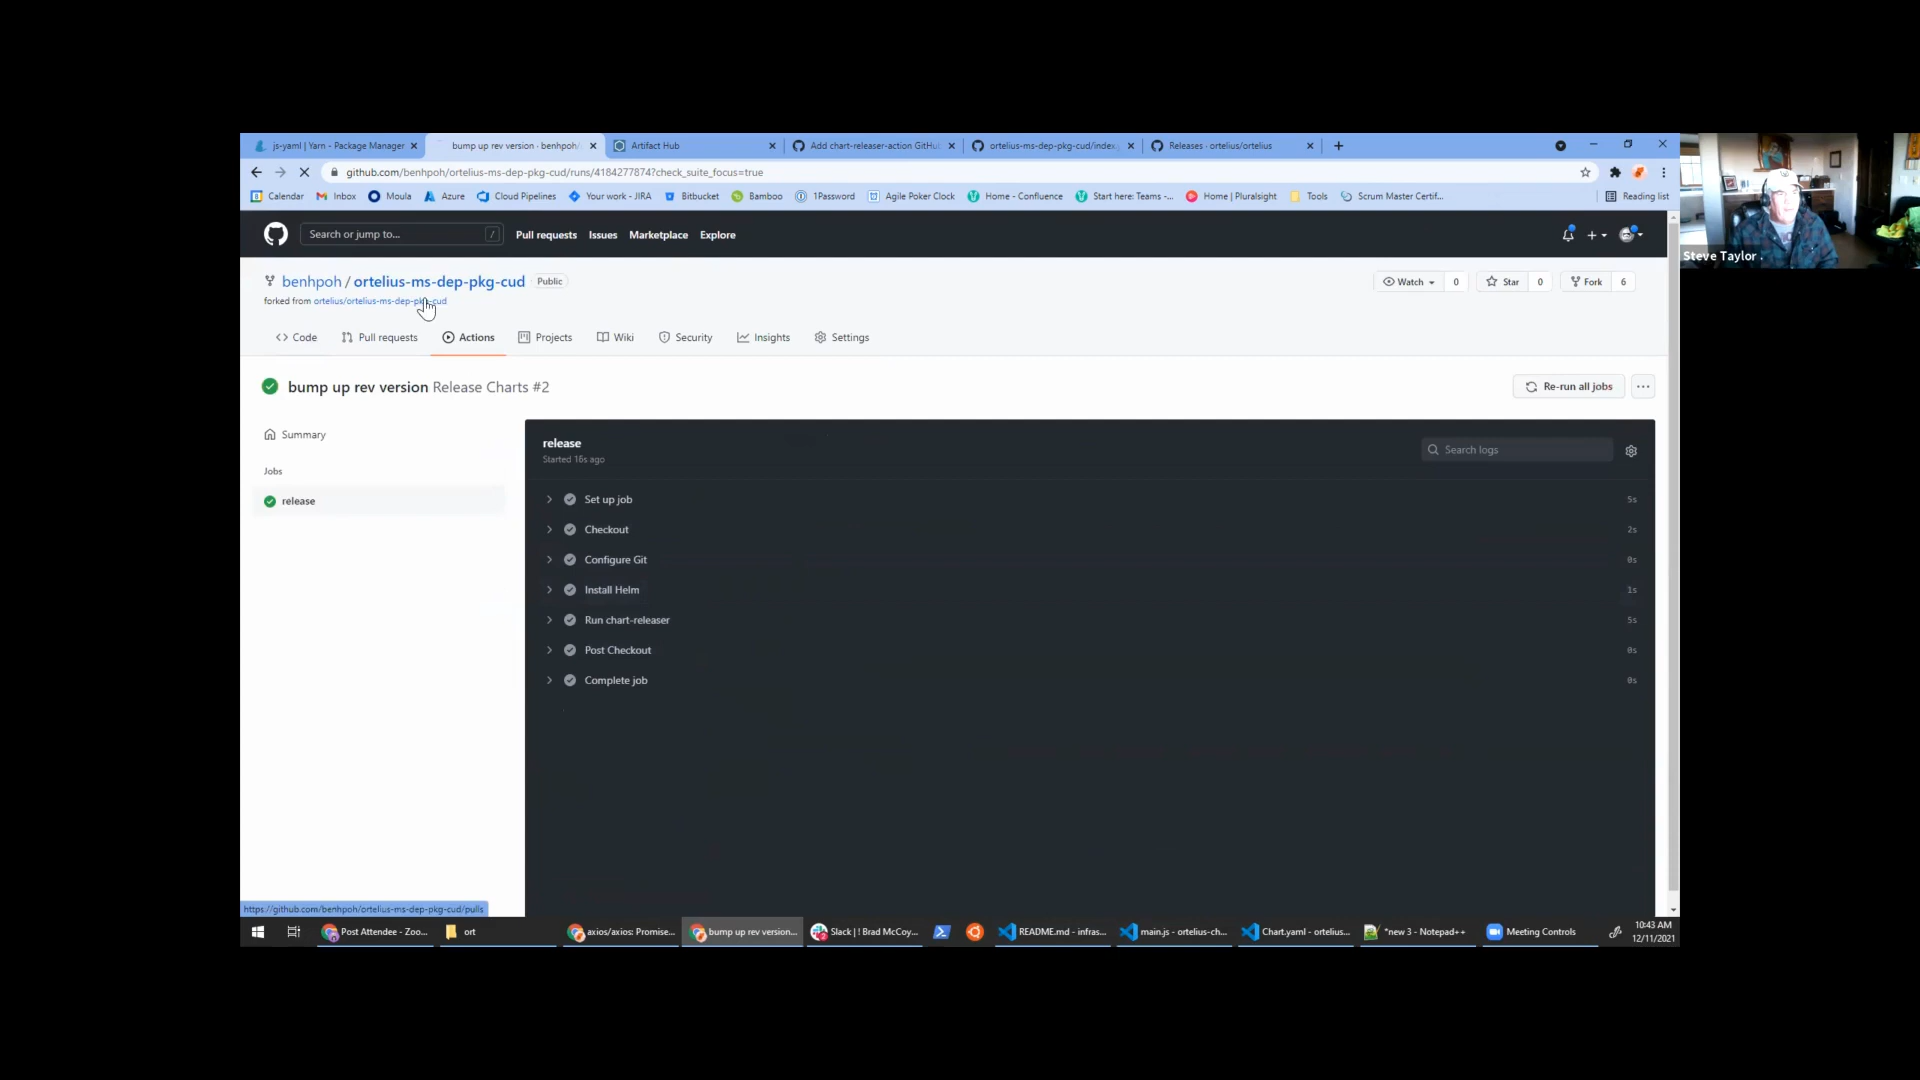 js-yaml | Yarn - Package Manager
bump up rev version · benhpoh/
Artifact Hub
Add chart-releaser-action GitHub
ortelius-ms-dep-pkg-cud/index.
Releases · ortelius/ortelius
github.com/benhpoh/ortelius-ms-dep-pkg-cud/runs/4184277874?check_suite_focus=true
Calendar
Inbox
Moula
Azure
Cloud Pipelines
Your work - JIRA
Bitbucket
Bamboo
1Password
Agile Poker Clock
Home - Confluence
Start here: Teams -...
Home | Pluralsight
Tools
Scrum Master Certif...
Reading list
Search or jump to...
/
Pull requests
Issues
Marketplace
Explore
Steve Taylor .
benhpoh / ortelius-ms-dep-pkg-cud
Public
Watch
0
Star
0
Fork
6
forked from ortelius/ortelius-ms-dep-pkg-cud
Code
Pull requests
Actions
Projects
Wiki
Security
Insights
Settings
bump up rev version Release Charts #2
Re-run all jobs
Summary
Jobs
release
release
Started 16s ago
Search logs
Set up job
5s
Checkout
2s
Configure Git
0s
Install Helm
1s
Run chart-releaser
5s
Post Checkout
0s
Complete job
0s
https://github.com/benhpoh/ortelius-ms-dep-pkg-cud/pulls
Post Attendee - Zoo...
ort
axios/axios: Promise...
bump up rev version...
Slack | ! Brad McCoy...
README.md - infras...
main.js - ortelius-ch...
Chart.yaml - ortelius...
*new 3 - Notepad++
Meeting Controls
10:43 AM
12/11/2021